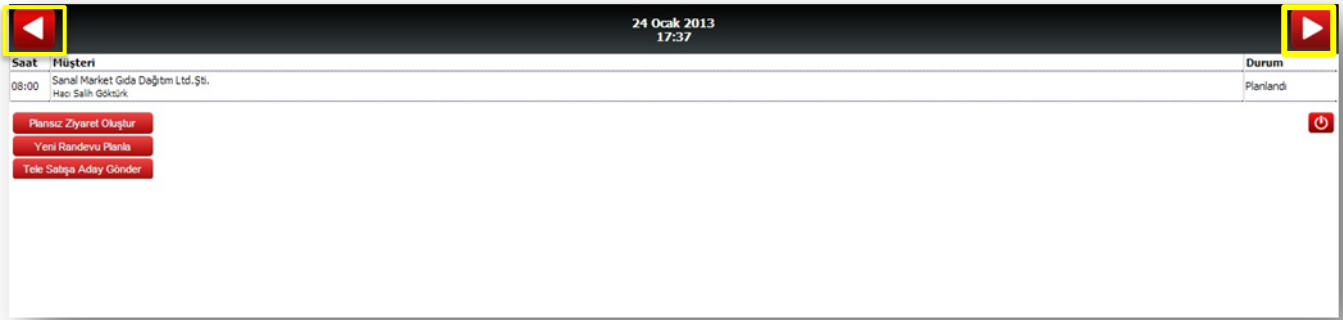 24 Ocak 2013
17:37
Saat Müşteri Durum
08:00 Sanal Market Gıda Dağıtım Ltd.Şti. Planlandı
Hacı Salih Göktürk
Plansız Ziyaret Oluştur
Yeni Randevu Planla
Tele Satışa Aday Gönder